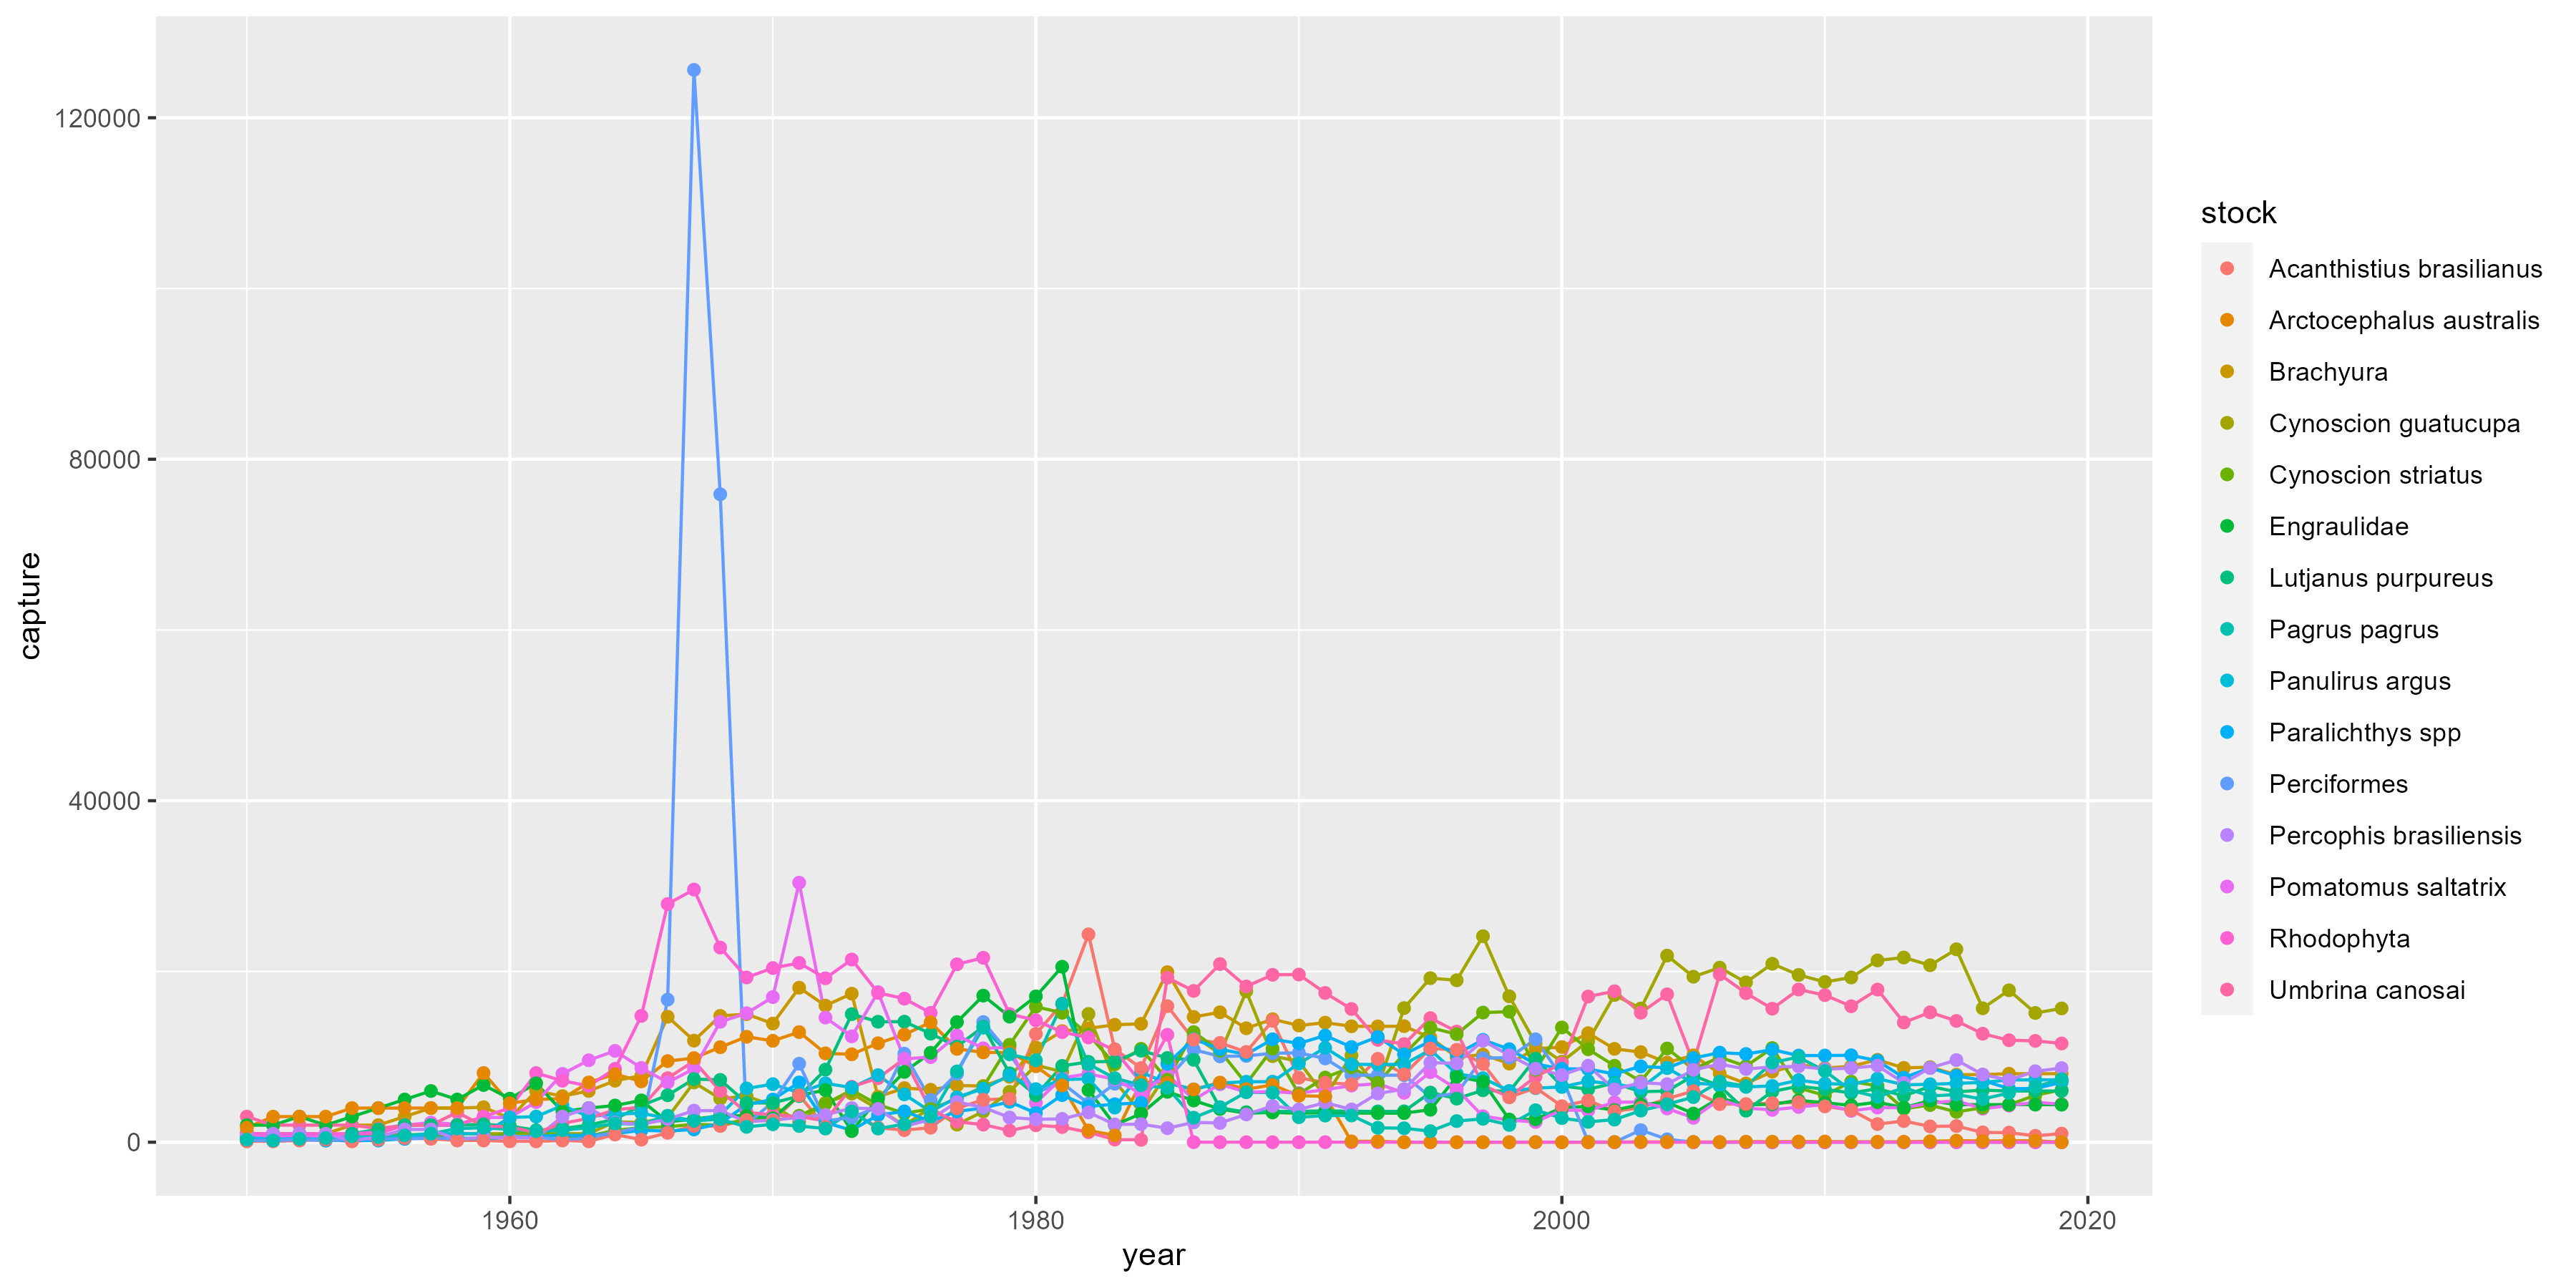 120000
80000
40000
0
capture
1960
1980
2000
2020
year
stock
Acanthistius brasilianus
Arctocephalus australis
Brachyura
Cynoscion guatucupa
Cynoscion striatus
Engraulidae
Lutjanus purpureus
Pagrus pagrus
Panulirus argus
Paralichthys spp
Perciformes
Percophis brasiliensis
Pomatomus saltatrix
Rhodophyta
Umbrina canosai